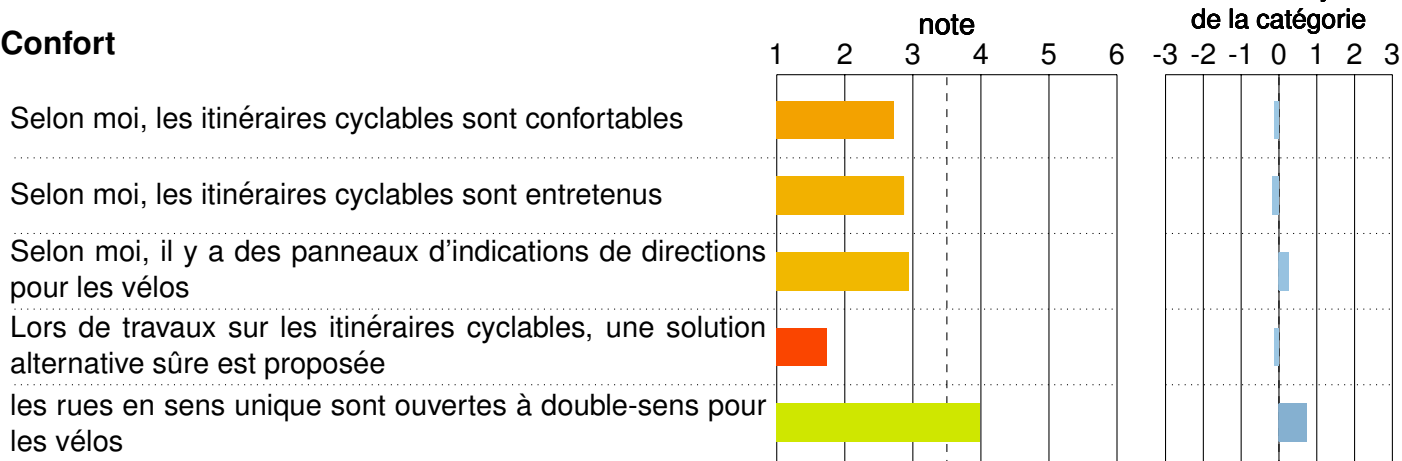 note
de la catégorie
Confort
1 2 3 4 5 6
-3 -2 -1 0 1 2 3
Selon moi, les itinéraires cyclables sont confortables
Selon moi, les itinéraires cyclables sont entretenus
Selon moi, il y a des panneaux d'indications de directions
pour les vélos
Lors de travaux sur les itinéraires cyclables, une solution
alternative sûre est proposée
les rues en sens unique sont ouvertes à double-sens pour
les vélos